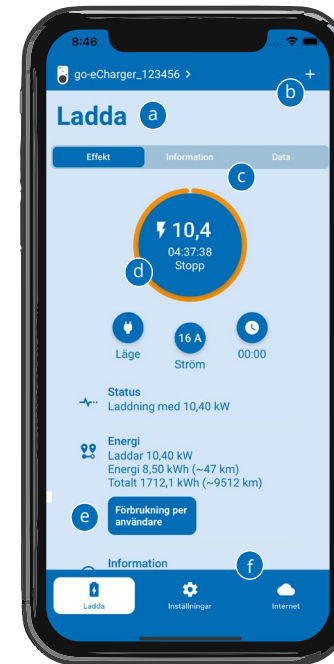 8:46
go-eCharger_123456 >
+
b
Ladda
a
Effekt
Information
Data
c
10,4
04:37:38
Stopp
d
Läge
16 A
Ström
00:00
Status
Laddning med 10,40 kW
Energi
Laddar 10,40 kW
Energi 8,50 kWh (~47 km)
Totalt 1712,1 kWh (~9512 km)
e
Förbrukning per
användare
Information
f
Ladda
Inställningar
Internet